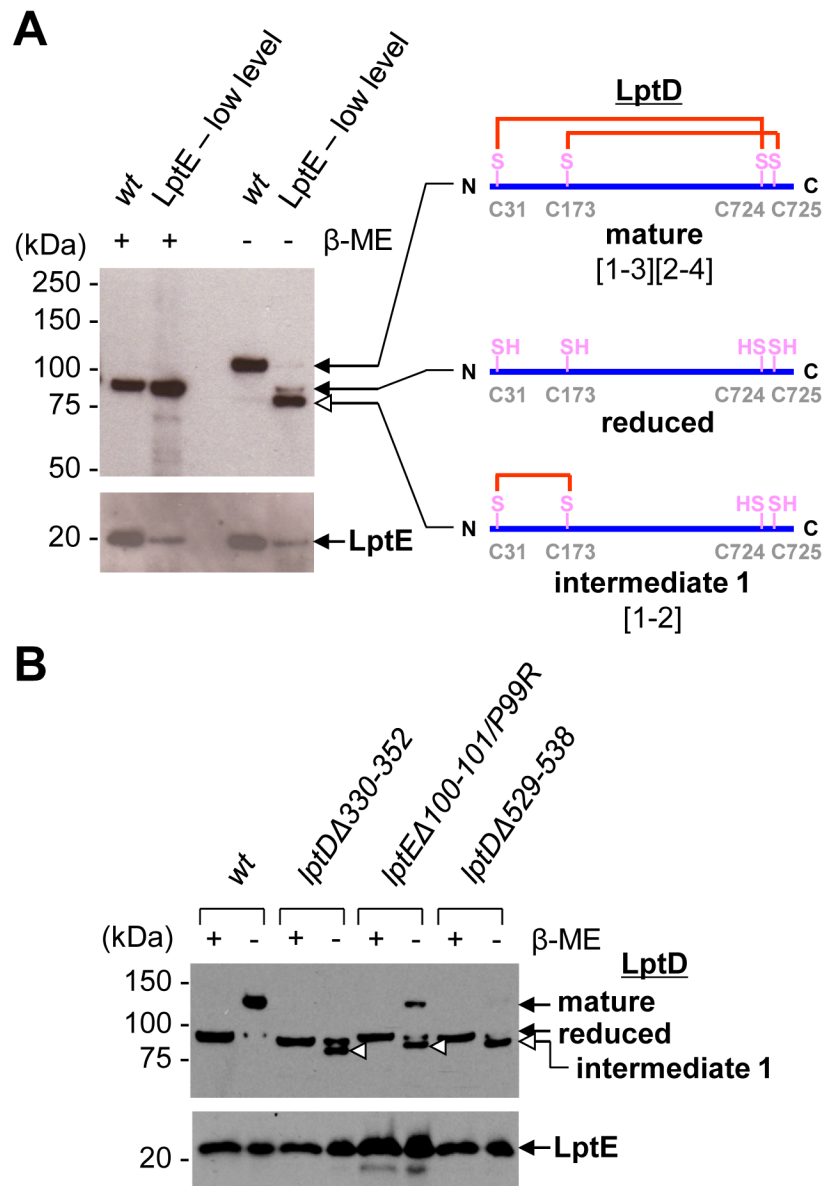 A
wt
LptE – low level
wt
LptE – low level
+ + - - β-ME
(kDa)
250 -
150 -
100 -
75 -
50 -
20 -
LptE
LptD
S S SS
N C
C31 C173 C724 C725
mature
[1-3][2-4]
SH SH HS SH
N C
C31 C173 C724 C725
reduced
S S HS SH
N C
C31 C173 C724 C725
intermediate 1
[1-2]
B
wt
lptDΔ330-352
lptEΔ100-101/P99R
lptDΔ529-538
(kDa) + - + - + - + - β-ME
LptD
150 -
100 -
75 -
mature
reduced
intermediate 1
20 -
LptE